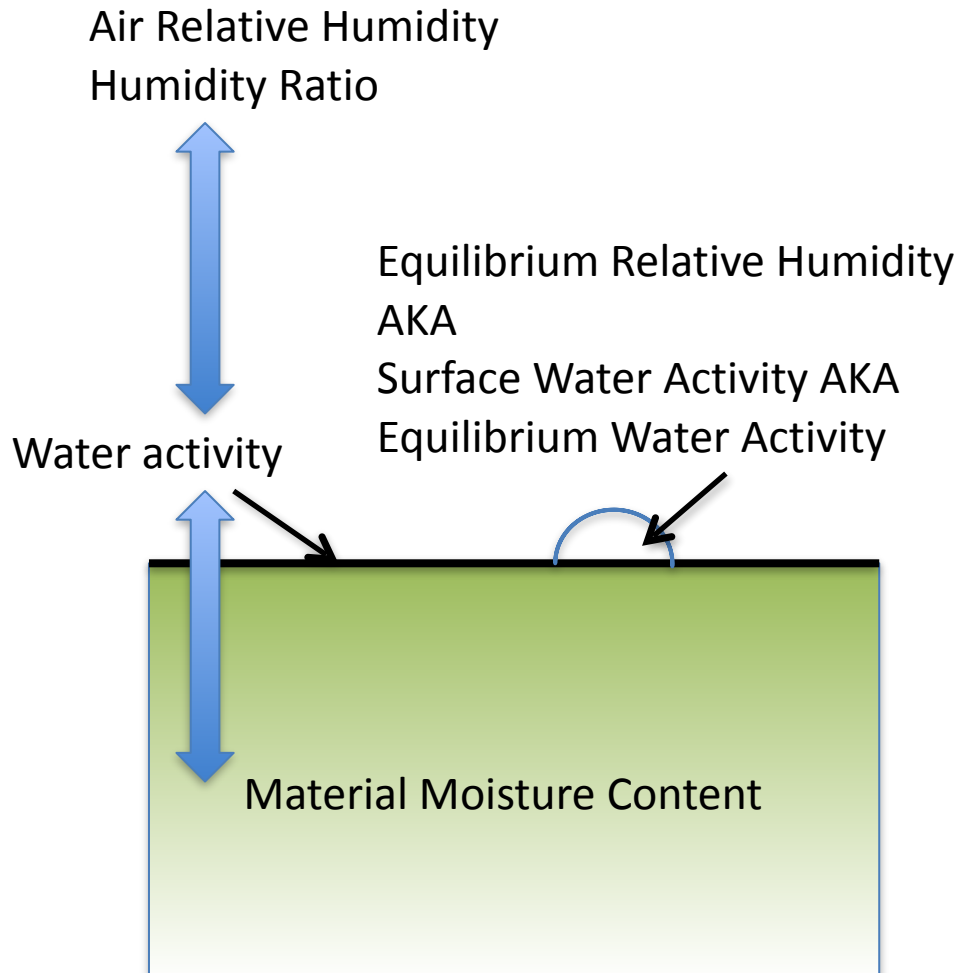 Air Relative Humidity
Humidity Ratio
Equilibrium Relative Humidity
AKA
Surface Water Activity AKA
Equilibrium Water Activity
Water activity
Material Moisture Content